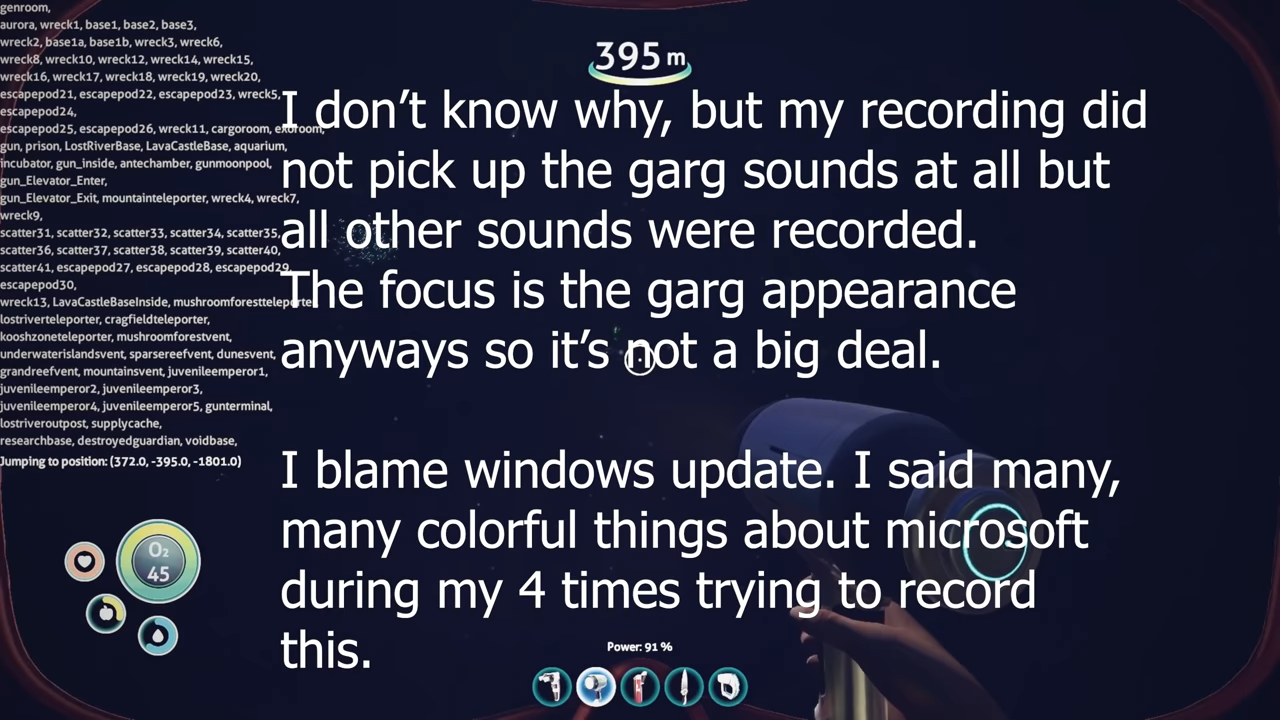 genroom,
aurora, wreck1, base1, base2, base3,
wreck2, base1a, base1b, wreck3, wreck6,
wreck8, wreck10, wreck12, wreck14, wreck15,
wreck16, wreck17, wreck18, wreck19, wreck20,
escapepod21, escapepod22, escapepod23, wreck5,
escapepod24,
escapepod25, escapepod26, wreck11, cargoroom, exoroom,
gun, prison, LostRiverBase, LavaCastleBase, aquarium,
incubator, gun_inside, antechamber, gunmoonpool,
gun_Elevator_Enter,
gun_Elevator_Exit, mountainteleporter, wreck4, wreck7,
wreck9,
scatter31, scatter32, scatter33, scatter34, scatter35,
scatter36, scatter37, scatter38, scatter39, scatter40,
scatter41, escapepod27, escapepod28, escapepod29,
escapepod30,
wreck13, LavaCastleBaseInside, mushroomforestteleporter,
lostriverteleporter, cragfieldteleporter,
kooshzoneteleporter, mushroomforestvent,
underwaterislandsvent, sparsereefvent, dunesvent,
grandreefvent, mountainsvent, juvenileemperor1,
juvenileemperor2, juvenileemperor3,
juvenileemperor4, juvenileemperor5, gunterminal,
lostriveroutpost, supplycache,
researchbase, destroyedguardian, voidbase,
Jumping to position: (372.0, -395.0, -1801.0)
395 m
I don’t know why, but my recording did
not pick up the garg sounds at all but
all other sounds were recorded.
The focus is the garg appearance
anyways so it’s not a big deal.
I blame windows update. I said many,
many colorful things about microsoft
during my 4 times trying to record
this.
O2
45
Power: 91 %